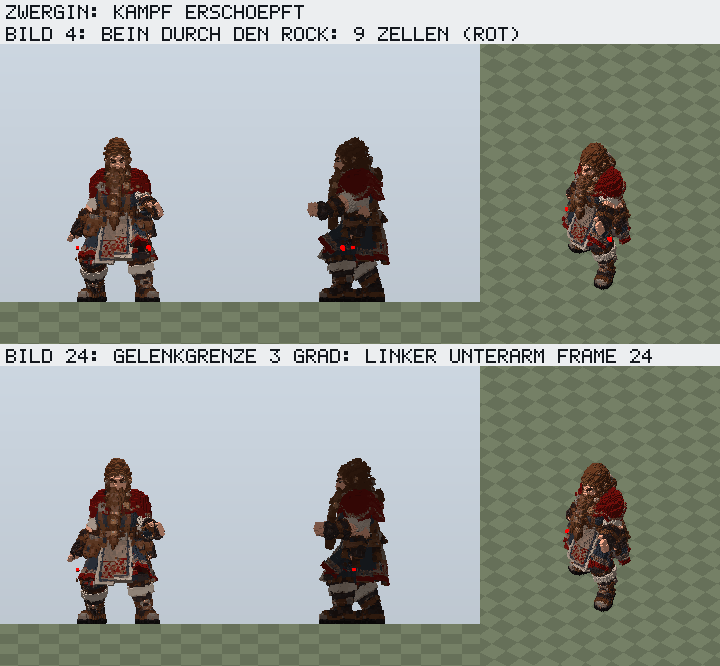 ZWERGIN: KAMPF ERSCHOEPFT
BILD 4: BEIN DURCH DEN ROCK: 9 ZELLEN (ROT)
BILD 24: GELENKGRENZE 3 GRAD: LINKER UNTERARM FRAME 24